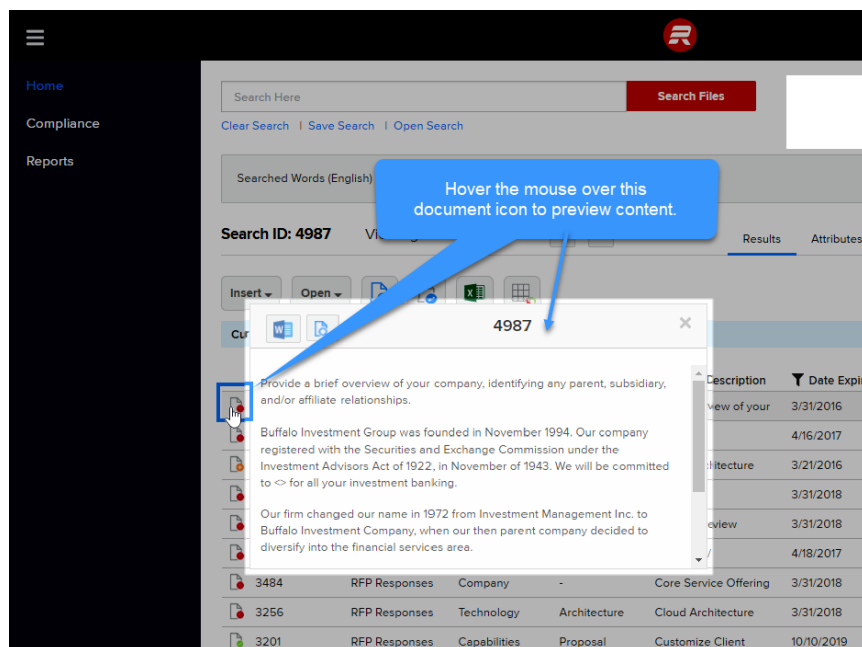 Home
Compliance
Reports
Search Here
Search Files
Clear Search | Save Search | Open Search
Searched Words (English)
Hover the mouse over this
document icon to preview content.
Search ID: 4987
Results
Attributes
Insert
Open
4987
Provide a brief overview of your company, identifying any parent, subsidiary,
and/or affiliate relationships.
Buffalo Investment Group was founded in November 1994. Our company
registered with the Securities and Exchange Commission under the
Investment Advisors Act of 1922, in November of 1943. We will be committed
to <> for all your investment banking.
Our firm changed our name in 1972 from Investment Management Inc. to
Buffalo Investment Company, when our then parent company decided to
diversify into the financial services area.
Description Date Expi
of your 3/31/2016
4/16/2017
3/21/2016
3/31/2018
3/31/2018
4/18/2017
3484 RFP Responses Company - Core Service Offering 3/31/2018
3256 RFP Responses Technology Architecture Cloud Architecture 3/31/2018
3201 RFP Responses Capabilities Proposal Customize Client 10/10/2019